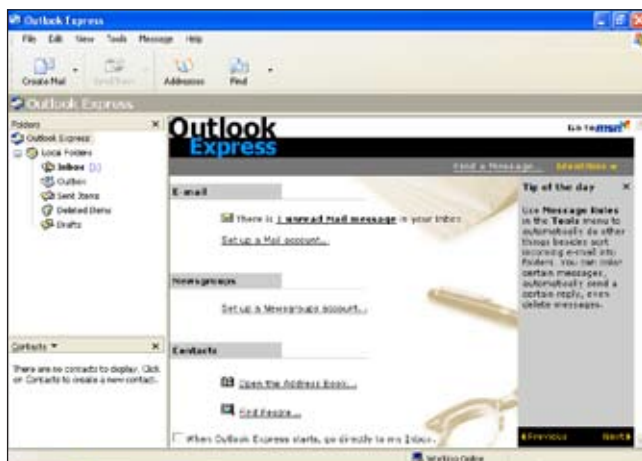 Outlook Express
File Edit View Tools Message Help
Create Mail Send/Recv Addresses Find
Outlook Express
Folders
Outlook Express
Local Folders
Inbox (1)
Outbox
Sent Items
Deleted Items
Drafts
Contacts
There are no contacts to display. Click
on Contacts to create a new contact.
Outlook
Express
Go to msn
Find a Message... Identities
E-mail
There is 1 unread Mail message in your Inbox
Set up a Mail account...
Newsgroups
Set up a Newsgroups account...
Contacts
Open the Address Book...
Find People...
When Outlook Express starts, go directly to my Inbox.
Tip of the day
Use Message Rules
in the Tools menu to
automatically do other
things besides sort
incoming e-mail into
folders. You can color
certain messages,
automatically send a
certain reply, even
delete messages.
Previous Next
Working Online